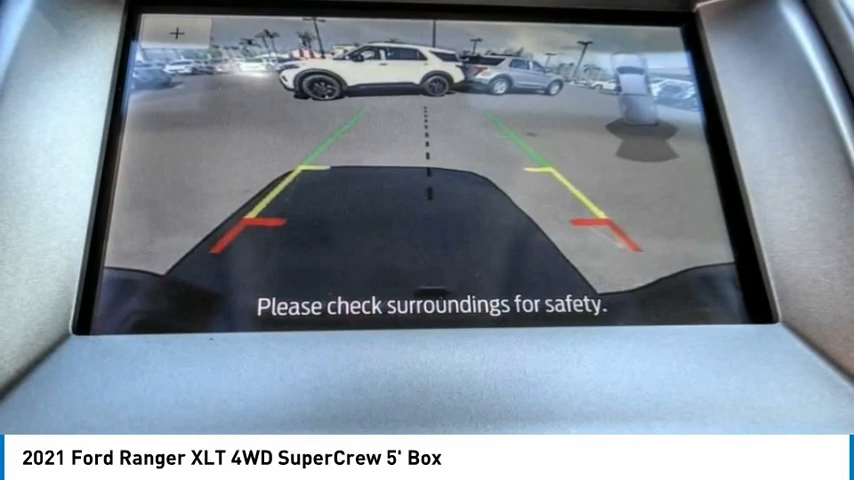 +
Please check surroundings for safety.
2021 Ford Ranger XLT 4WD SuperCrew 5' Box